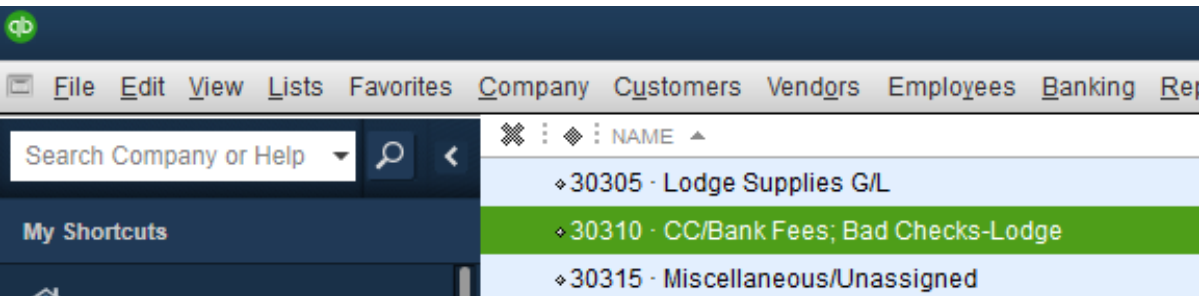 qb
File Edit View Lists Favorites Company Customers Vendors Employees Banking
Search Company or Help
NAME
30305 · Lodge Supplies G/L
My Shortcuts
30310 · CC/Bank Fees; Bad Checks-Lodge
30315 · Miscellaneous/Unassigned